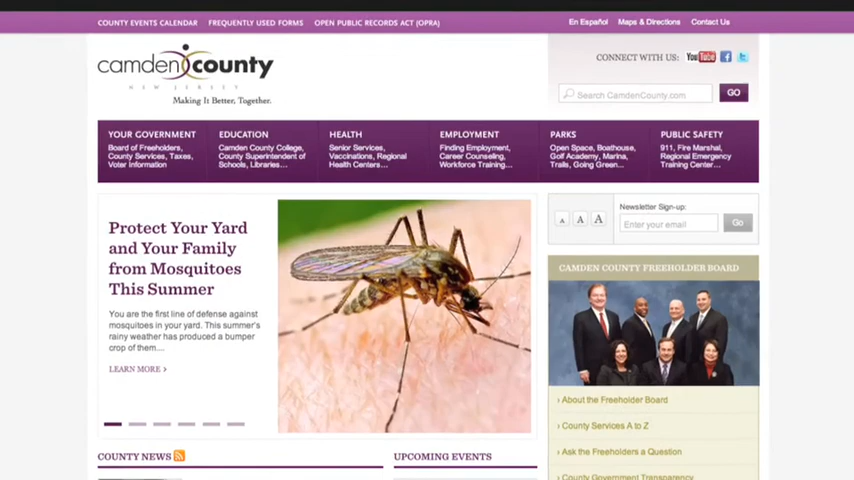 COUNTY EVENTS CALENDAR FREQUENTLY USED FORMS OPEN PUBLIC RECORDS ACT (OPRA)
En Español Maps & Directions Contact Us
camden county
NEW JERSEY
Making It Better, Together.
CONNECT WITH US: YouTube
Search CamdenCounty.com GO
YOUR GOVERNMENT
Board of Freeholders,
County Services, Taxes,
Voter Information
EDUCATION
Camden County College,
County Superintendent of
Schools, Libraries...
HEALTH
Senior Services,
Vaccinations, Regional
Health Centers...
EMPLOYMENT
Finding Employment,
Career Counseling,
Workforce Training...
PARKS
Open Space, Boathouse,
Golf Academy, Marina,
Trails, Going Green...
PUBLIC SAFETY
911, Fire Marshal,
Regional Emergency
Training Center...
Protect Your Yard
and Your Family
from Mosquitoes
This Summer
You are the first line of defense against
mosquitoes in your yard. This summer's
rainy weather has produced a bumper
crop of them....
LEARN MORE ›
A A A
Newsletter Sign-up:
Enter your email Go
CAMDEN COUNTY FREEHOLDER BOARD
› About the Freeholder Board
› County Services A to Z
› Ask the Freeholders a Question
› County Government Transparency
COUNTY NEWS
UPCOMING EVENTS